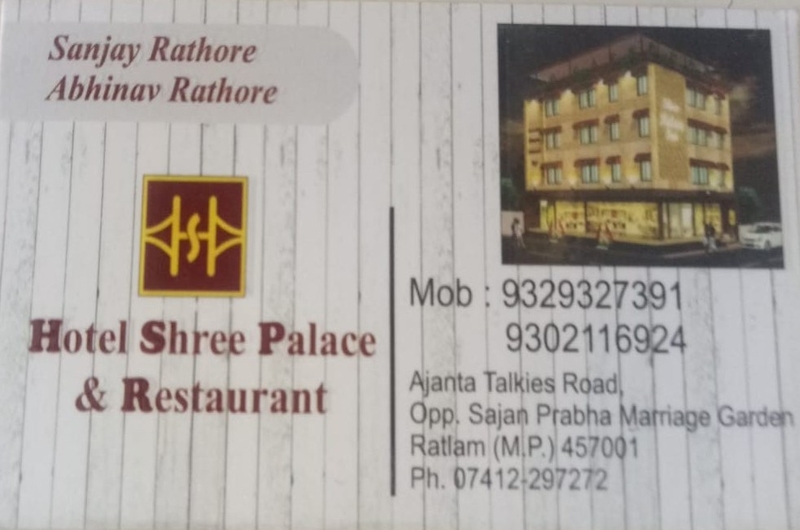 Sanjay Rathore
Abhinav Rathore
Hotel Shree Palace
& Restaurant
Mob : 9329327391
9302116924
Ajanta Talkies Road,
Opp. Sajan Prabha Marriage Garden
Ratlam (M.P.) 457001
Ph. 07412-297272